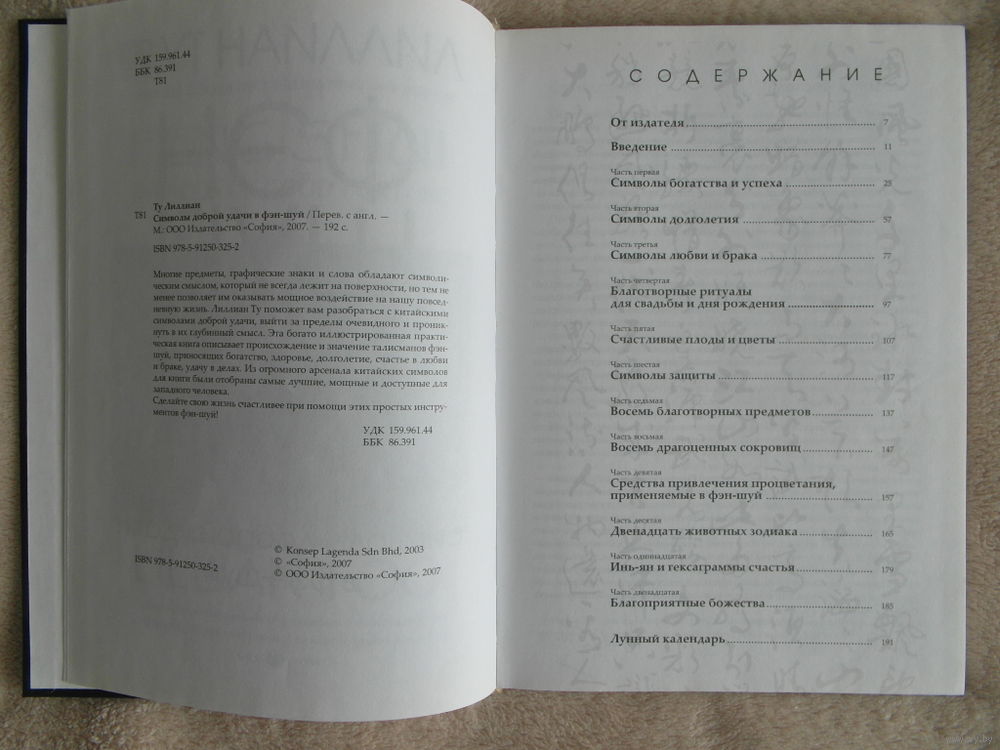 УДК 159.961.44
ББК 86.391
Т81
Ту Лиллиан
Т81 Символы доброй удачи в фэн-шуй / Перев. с англ. —
М.: ООО Издательство «София», 2007. — 192 с.
ISBN 978-5-91250-325-2
Многие предметы, графические знаки и слова обладают символи-
ческим смыслом, который не всегда лежит на поверхности, но тем не
менее позволяет им оказывать мощное воздействие на нашу повсед-
невную жизнь. Лиллиан Ту поможет вам разобраться с китайскими
символами доброй удачи, выйти за пределы очевидного и проник-
нуть в их глубинный смысл. Эта богато иллюстрированная практи-
ческая книга описывает происхождение и значение талисманов фэн-
шуй, приносящих богатство, здоровье, долголетие, счастье в любви
и браке, удачу в делах. Из огромного арсенала китайских символов
для книги были отобраны самые лучшие, мощные и доступные для
западного человека.
Сделайте свою жизнь счастливее при помощи этих простых инстру-
ментов фэн-шуй!
УДК 159.961.44
ББК 86.391
© Konsep Lagenda Sdn Bhd, 2003
© «София», 2007
ISBN 978-5-91250-325-2 © ООО Издательство «София», 2007
СОДЕРЖАНИЕ
От издателя 7
Введение 11
Часть первая
Символы богатства и успеха 25
Часть вторая
Символы долголетия 57
Часть третья
Символы любви и брака 77
Часть четвертая
Благотворные ритуалы
для свадьбы и дня рождения 97
Часть пятая
Счастливые плоды и цветы 107
Часть шестая
Символы защиты 117
Часть седьмая
Восемь благотворных предметов 137
Часть восьмая
Восемь драгоценных сокровищ 147
Часть девятая
Средства привлечения процветания,
применяемые в фэн-шуй 157
Часть десятая
Двенадцать животных зодиака 165
Часть одиннадцатая
Инь-ян и гексаграммы счастья 179
Часть двенадцатая
Благоприятные божества 185
Лунный календарь 191